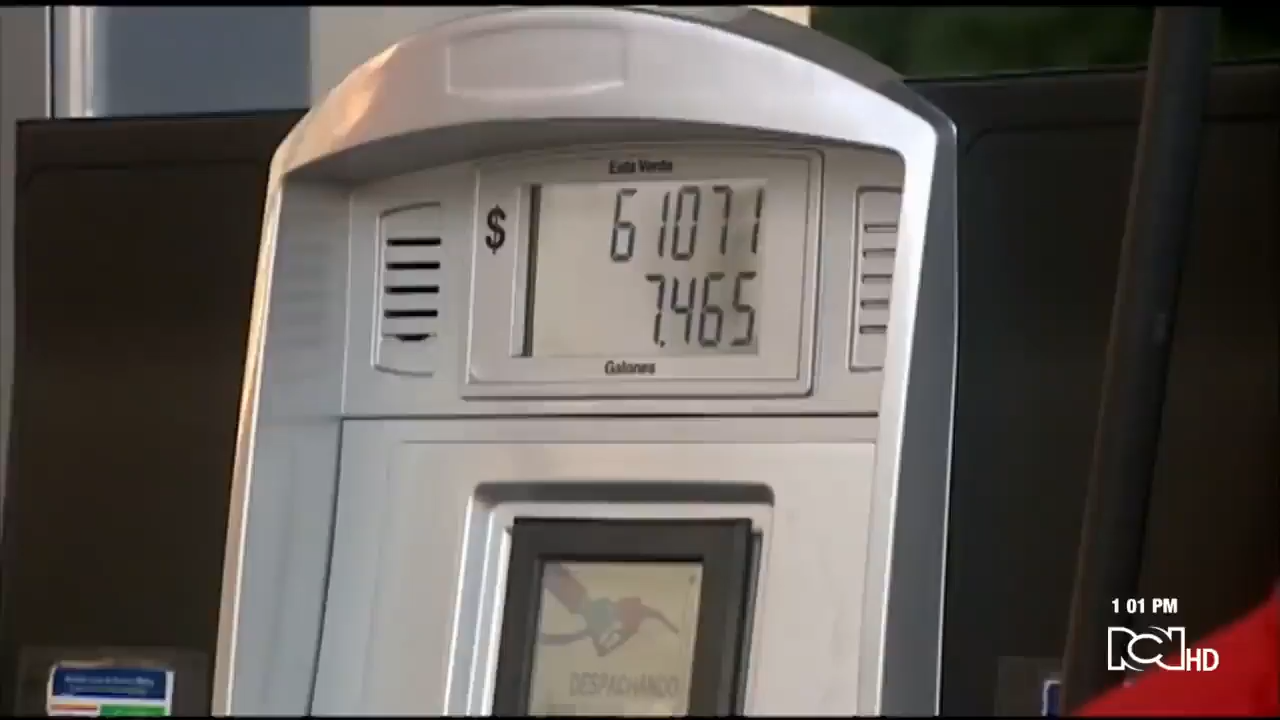 Esta Venta
$ 61071
7.465
Galones
DESPACHANDO
1 01 PM
RCN HD